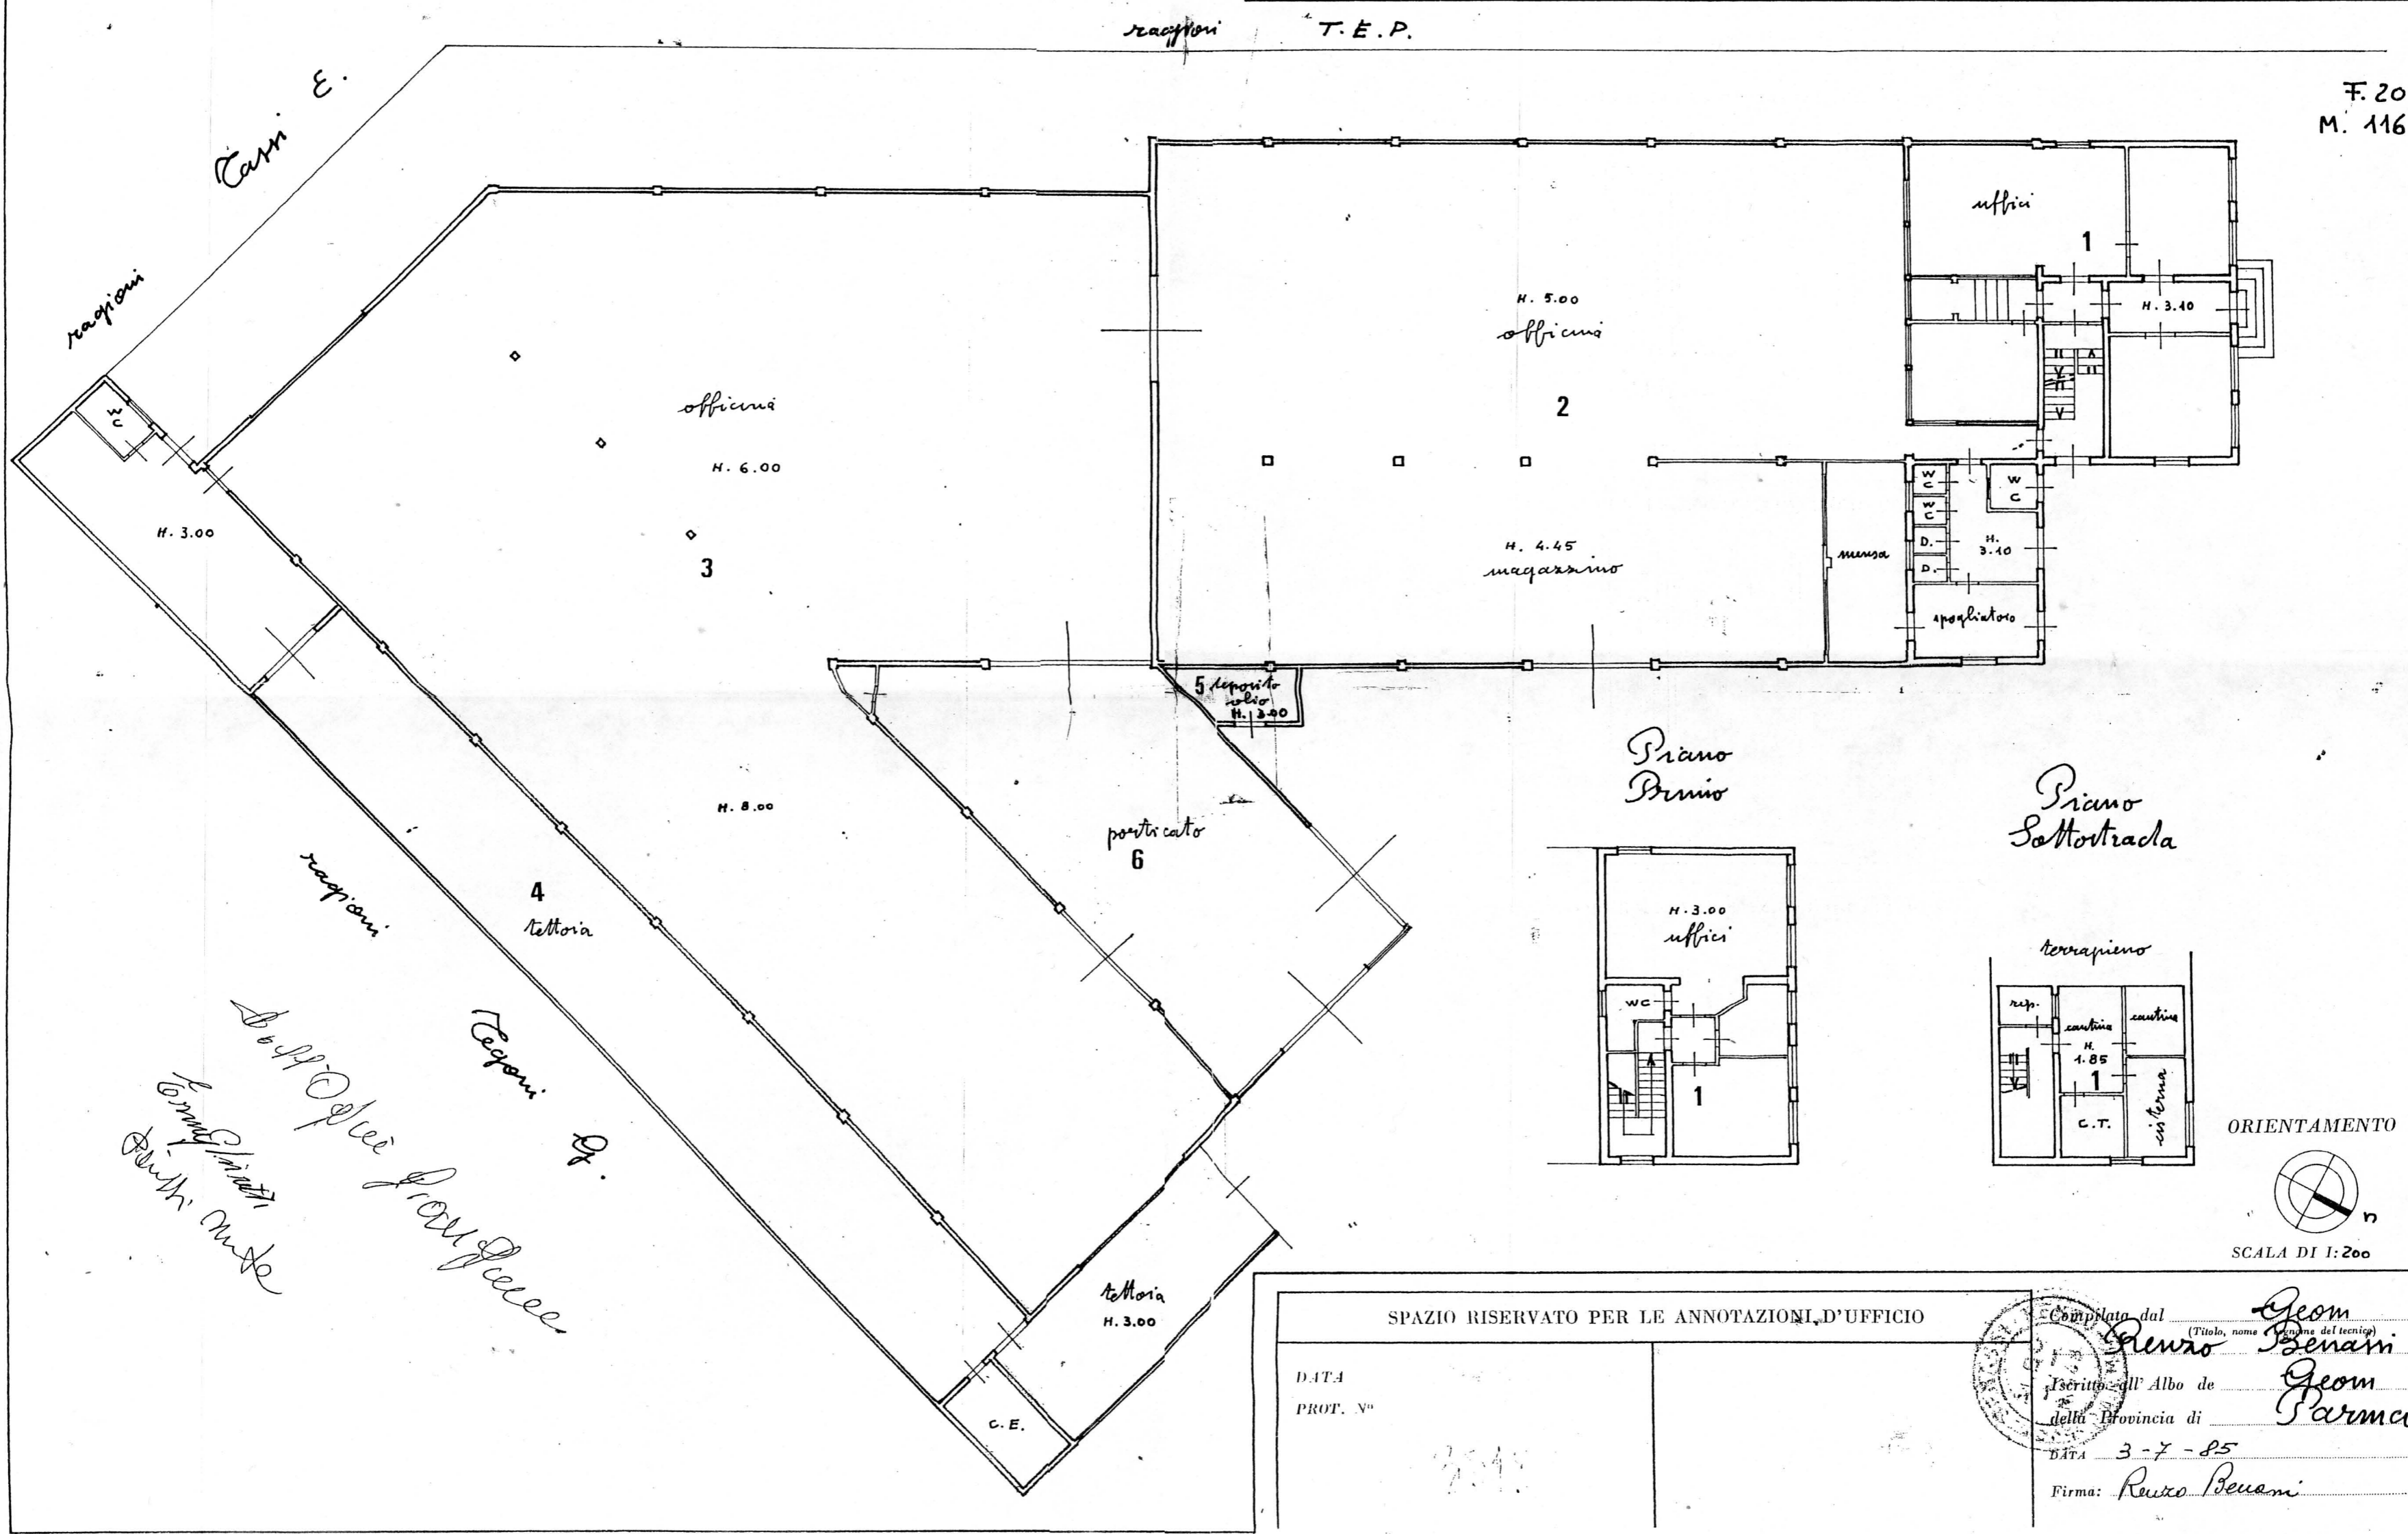 ragioni T. E. P.
F. 20
M. 116
Tassi E.
ragioni
uffici
1
H. 3.10
H. 5.00
officina
2
officina
H. 6.00
3
W
C
H. 3.00
W
C
W
C
W
C
D.
D.
H.
3.10
mensa
H. 4.45
magazzino
spogliatoio
5 deposito
olio
H. 3.00
H. 8.00
porticato
6
4
tettoia
ragioni
Tegoni G.
tettoia
H. 3.00
C. E.
Piano
Primo
H. 3.00
uffici
WC
1
Piano
Sottostrada
terrapieno
rip.
cantina
cantina
H.
1.85
1
C.T.
cisterna
ORIENTAMENTO
n
SCALA DI 1:200
SPAZIO RISERVATO PER LE ANNOTAZIONI D'UFFICIO
DATA
PROT. Nº
Compilata dal Geom
(Titolo, nome e cognome del tecnico)
Renzo Benassi
Iscritto all'Albo de Geom
della Provincia di Parma
DATA 3-7-85
Firma: Renzo Benassi